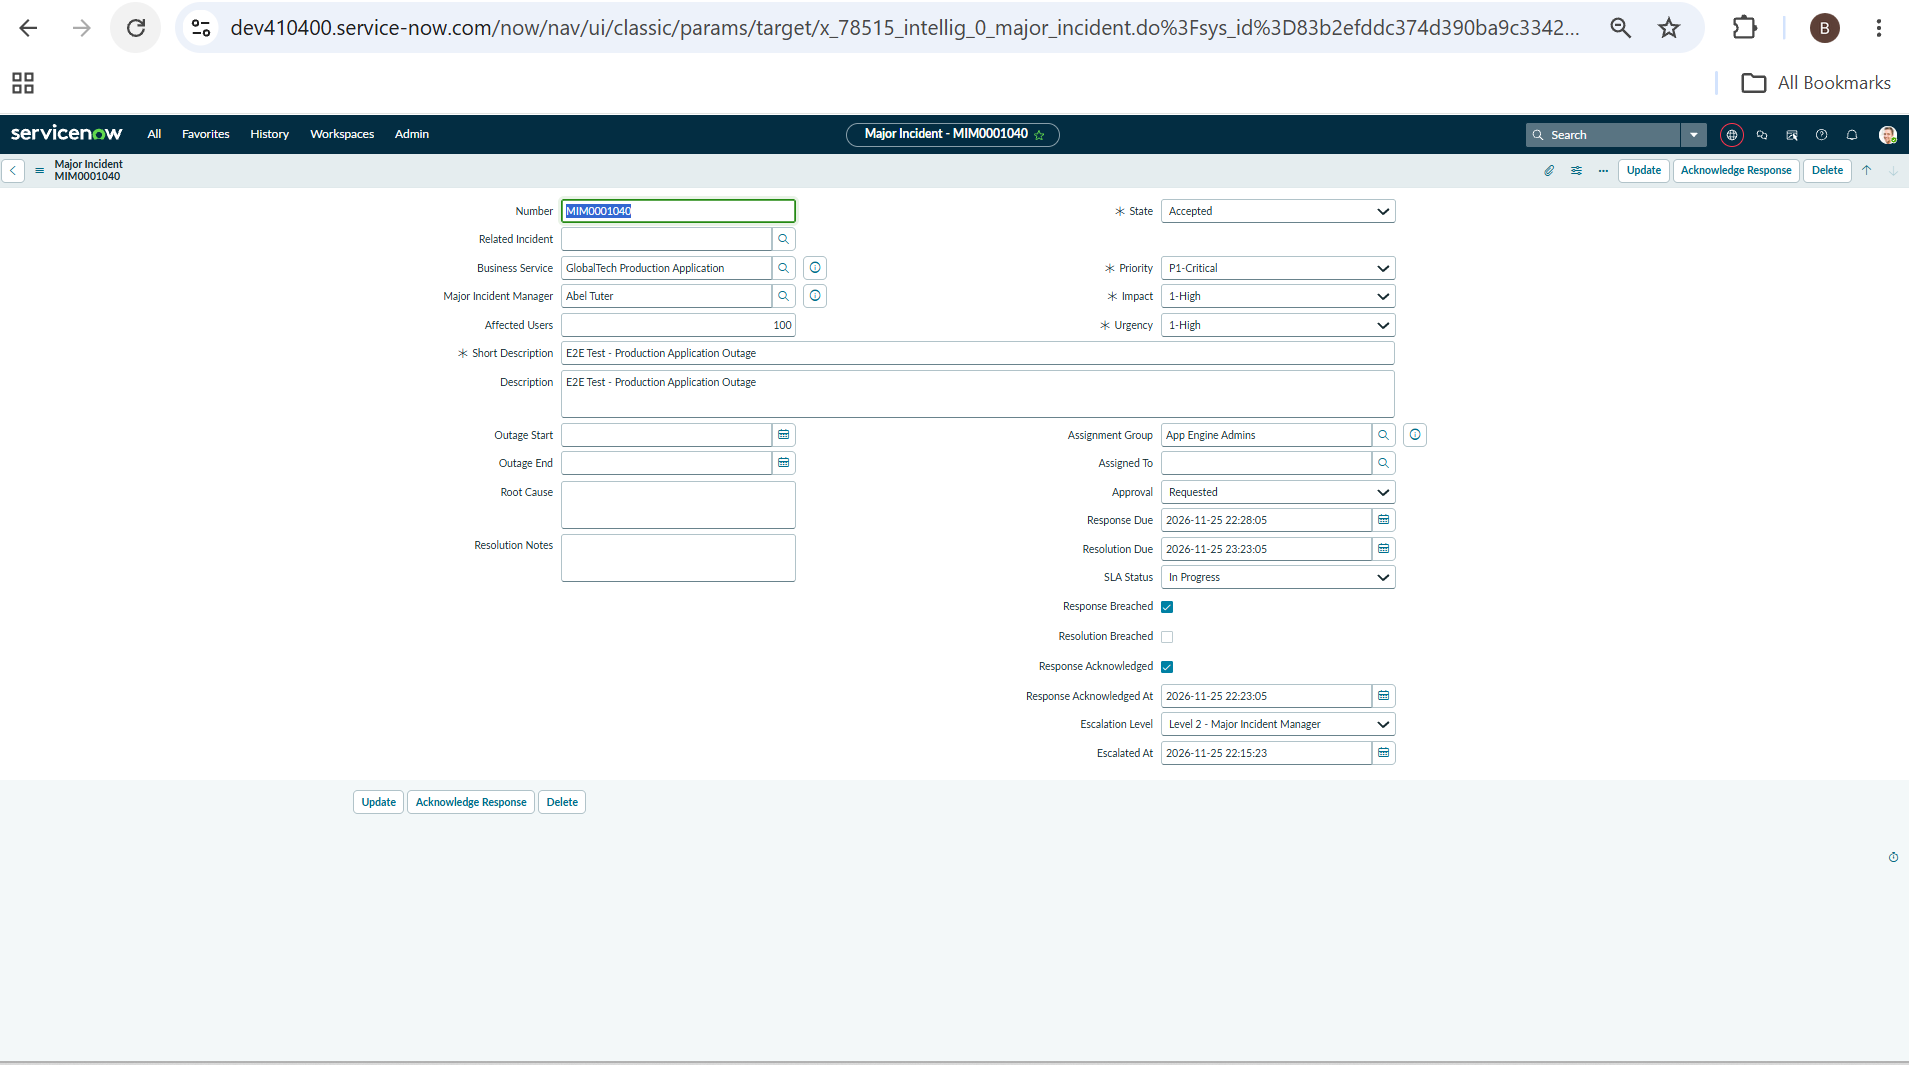 dev410400.service-now.com/now/nav/ui/classic/params/target/x_78515_intellig_0_major_incident.do%3Fsys_id%3D83b2efddc374d390ba9c3342...
B
All Bookmarks
servicenow All Favorites History Workspaces Admin
Major Incident - MIM0001040
Search
Major Incident
MIM0001040
Update Acknowledge Response Delete
Number MIM0001040
State Accepted
Related Incident
Business Service GlobalTech Production Application
Priority P1-Critical
Major Incident Manager Abel Tuter
Impact 1-High
Affected Users 100
Urgency 1-High
Short Description E2E Test - Production Application Outage
Description E2E Test - Production Application Outage
Outage Start
Assignment Group App Engine Admins
Outage End
Assigned To
Root Cause
Approval Requested
Response Due 2026-11-25 22:28:05
Resolution Notes
Resolution Due 2026-11-25 23:23:05
SLA Status In Progress
Response Breached
Resolution Breached
Response Acknowledged
Response Acknowledged At 2026-11-25 22:23:05
Escalation Level Level 2 - Major Incident Manager
Escalated At 2026-11-25 22:15:23
Update Acknowledge Response Delete